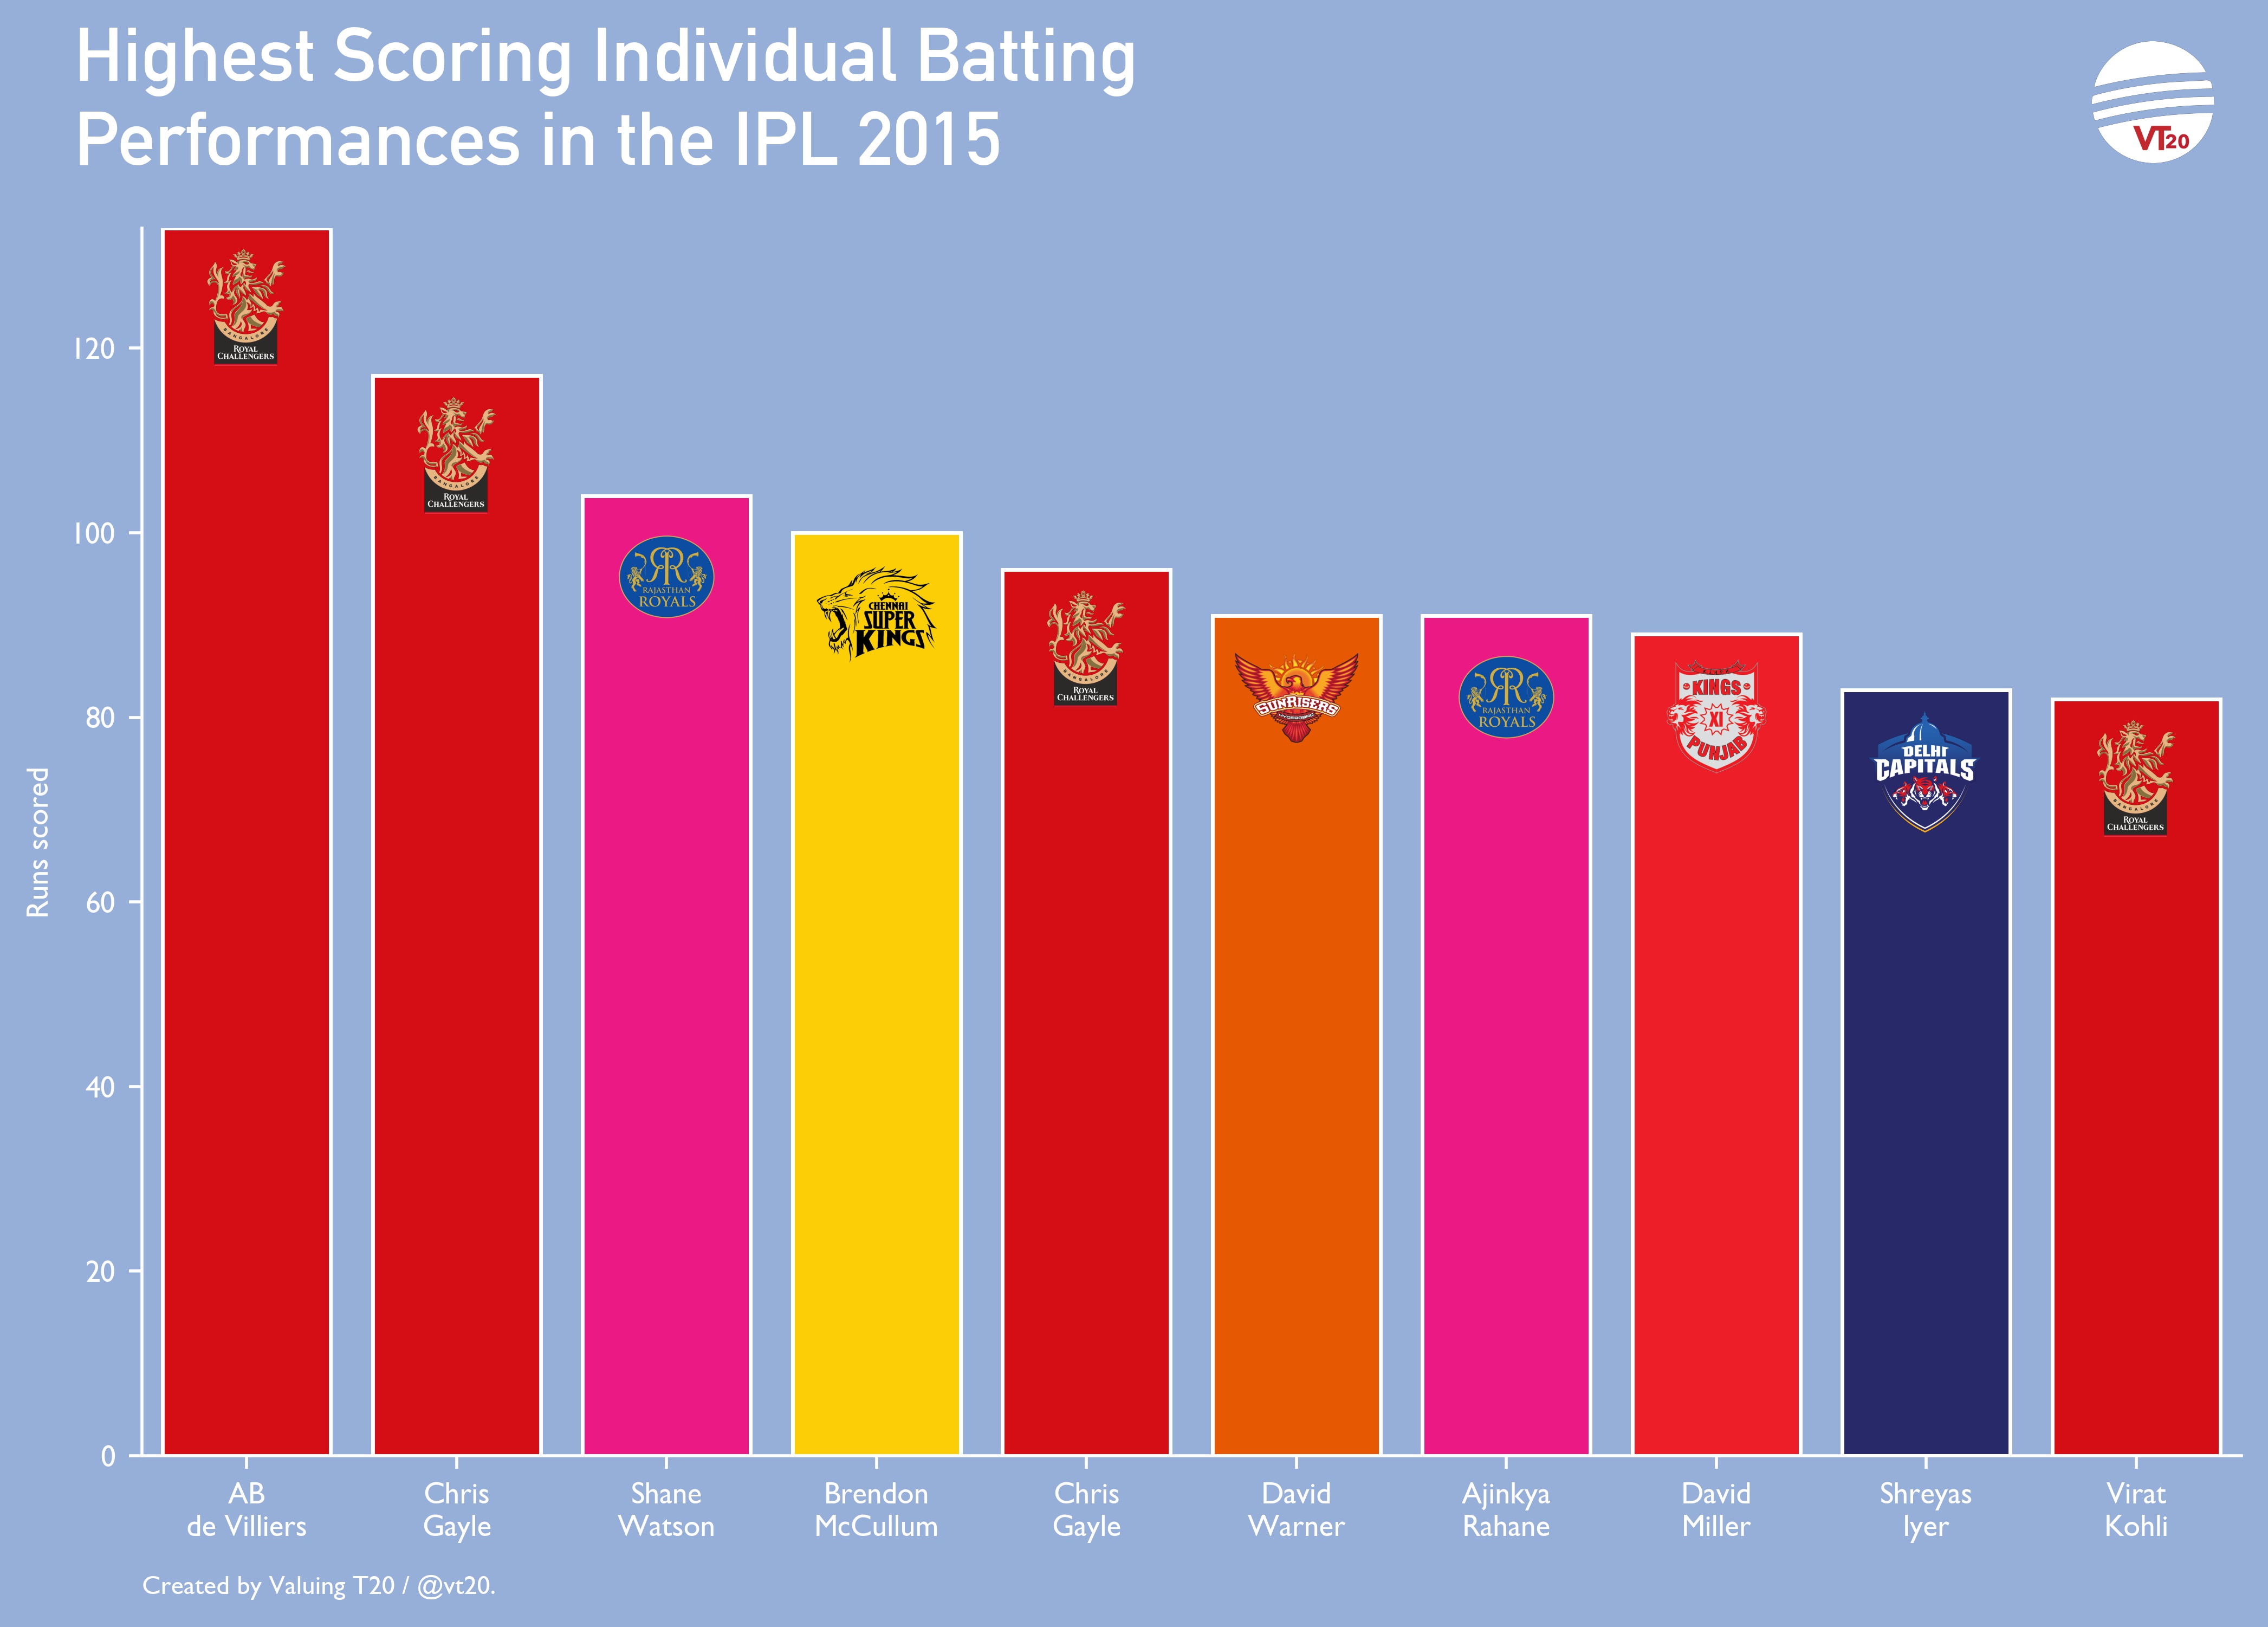 Highest Scoring Individual Batting
Performances in the IPL 2015
VT20
Runs scored
120
100
80
60
40
20
0
BANGALORE
ROYAL
CHALLENGERS
BANGALORE
ROYAL
CHALLENGERS
RR
RAJASTHAN
ROYALS
CHENNAI
SUPER
KINGS
BANGALORE
ROYAL
CHALLENGERS
SUNRISERS
HYDERABAD
RR
RAJASTHAN
ROYALS
KINGS
XI
PUNJAB
DELHI
CAPITALS
BANGALORE
ROYAL
CHALLENGERS
AB
de Villiers
Chris
Gayle
Shane
Watson
Brendon
McCullum
Chris
Gayle
David
Warner
Ajinkya
Rahane
David
Miller
Shreyas
Iyer
Virat
Kohli
Created by Valuing T20 / @vt20.